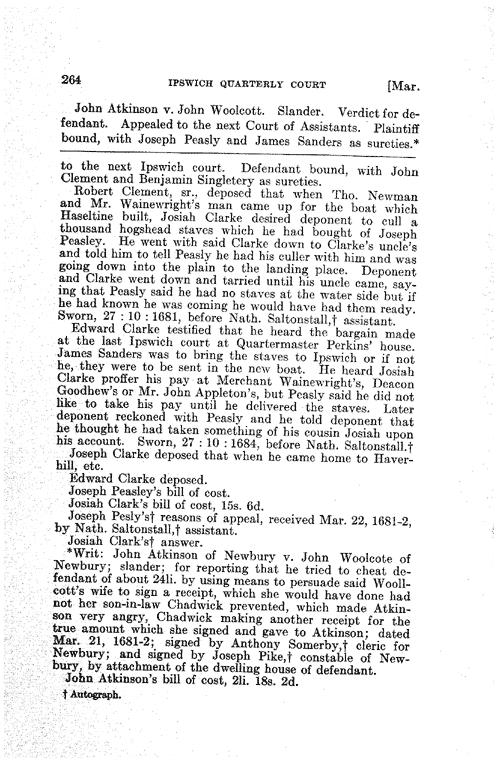 264 IPSWICH QUARTERLY COURT [Mar.
John Atkinson v. John Woolcott. Slander. Verdict for de-
fendant. Appealed to the next Court of Assistants. Plaintiff
bound, with Joseph Peasly and James Sanders as sureties.*
to the next Ipswich court. Defendant bound, with John
Clement and Benjamin Singletery as sureties.
Robert Clement, sr., deposed that when Tho. Newman
and Mr. Wainewright's man came up for the boat which
Haseltine built, Josiah Clarke desired deponent to cull a
thousand hogshead staves which he had bought of Joseph
Peasley. He went with said Clarke down to Clarke's uncle's
and told him to tell Peasly he had his culler with him and was
going down into the plain to the landing place. Deponent
and Clarke went down and tarried until his uncle came, say-
ing that Peasly said he had no staves at the water side but if
he had known he was coming he would have had them ready.
Sworn, 27 : 10 : 1681, before Nath. Saltonstall,† assistant.
Edward Clarke testified that he heard the bargain made
at the last Ipswich court at Quartermaster Perkins' house.
James Sanders was to bring the staves to Ipswich or if not
he, they were to be sent in the new boat. He heard Josiah
Clarke proffer his pay at Merchant Wainewright's, Deacon
Goodhew's or Mr. John Appleton's, but Peasly said he did not
like to take his pay until he delivered the staves. Later
deponent reckoned with Peasly and he told deponent that
he thought he had taken something of his cousin Josiah upon
his account. Sworn, 27 : 10 : 1684, before Nath. Saltonstall.†
Joseph Clarke deposed that when he came home to Haver-
hill, etc.
Edward Clarke deposed.
Joseph Peasley's bill of cost.
Josiah Clark's bill of cost, 15s. 6d.
Joseph Pesly's† reasons of appeal, received Mar. 22, 1681-2,
by Nath. Saltonstall,† assistant.
Josiah Clark's† answer.
*Writ: John Atkinson of Newbury v. John Woolcote of
Newbury; slander; for reporting that he tried to cheat de-
fendant of about 24li. by using means to persuade said Wooll-
cott's wife to sign a receipt, which she would have done had
not her son-in-law Chadwick prevented, which made Atkin-
son very angry, Chadwick making another receipt for the
true amount which she signed and gave to Atkinson; dated
Mar. 21, 1681-2; signed by Anthony Somerby,† cleric for
Newbury; and signed by Joseph Pike,† constable of New-
bury, by attachment of the dwelling house of defendant.
John Atkinson's bill of cost, 2li. 18s. 2d.
† Autograph.